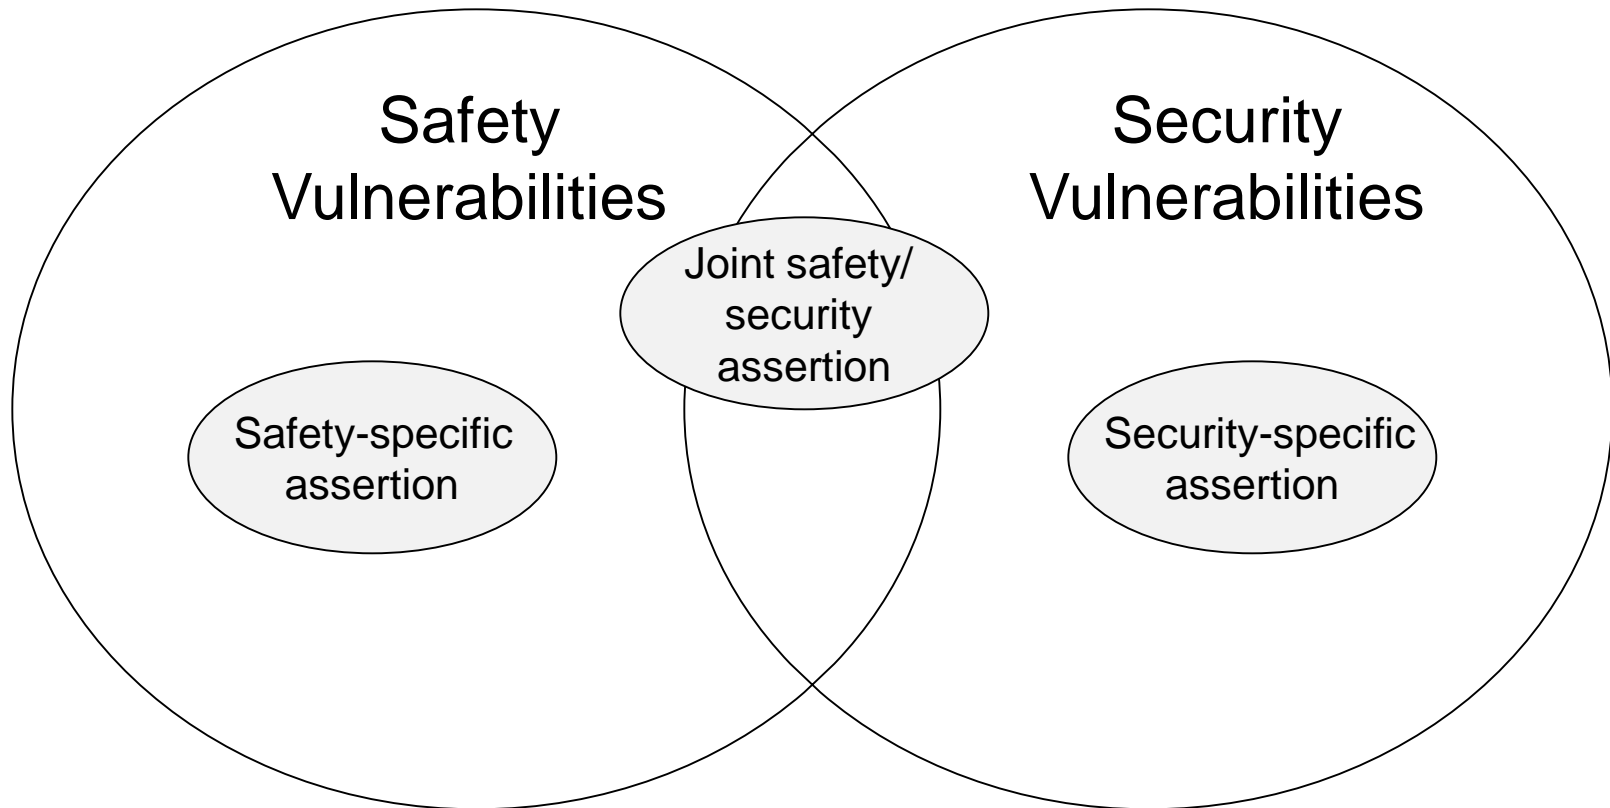 Safety
Vulnerabilities
Security
Vulnerabilities
Joint safety/
security
assertion
Safety-specific
assertion
Security-specific
assertion